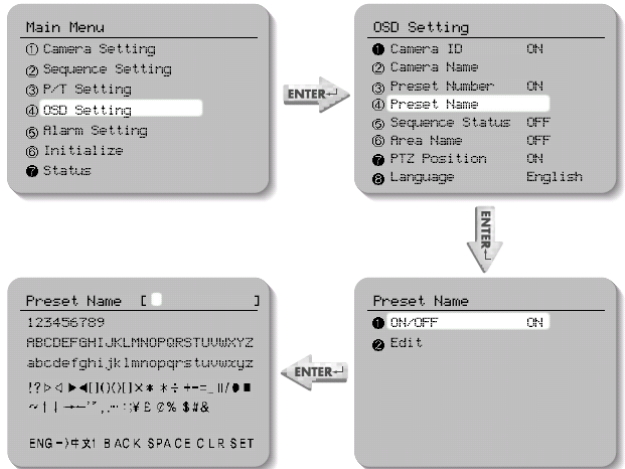 Main Menu
① Camera Setting
② Sequence Setting
③ P/T Setting
④ OSD Setting
⑤ Alarm Setting
⑥ Initialize
❼ Status
ENTER↵
OSD Setting
❶ Camera ID ON
② Camera Name
③ Preset Number ON
④ Preset Name
⑤ Sequence Status OFF
⑥ Area Name OFF
❼ PTZ Position ON
❽ Language English
ENTER↵
Preset Name
❶ ON/OFF ON
❷ Edit
ENTER↵
Preset Name [ ]
123456789
ABCDEFGHIJKLMNOPQRSTUVWXYZ
abcdefghijklmnopqrstuvwxyz
!?▷◁▶◀[]()〈〉[]×**÷+-=_||/●■
~||→←'",.…:;¥£@% $#&
ENG->中文1 BACK SPACE CLR SET